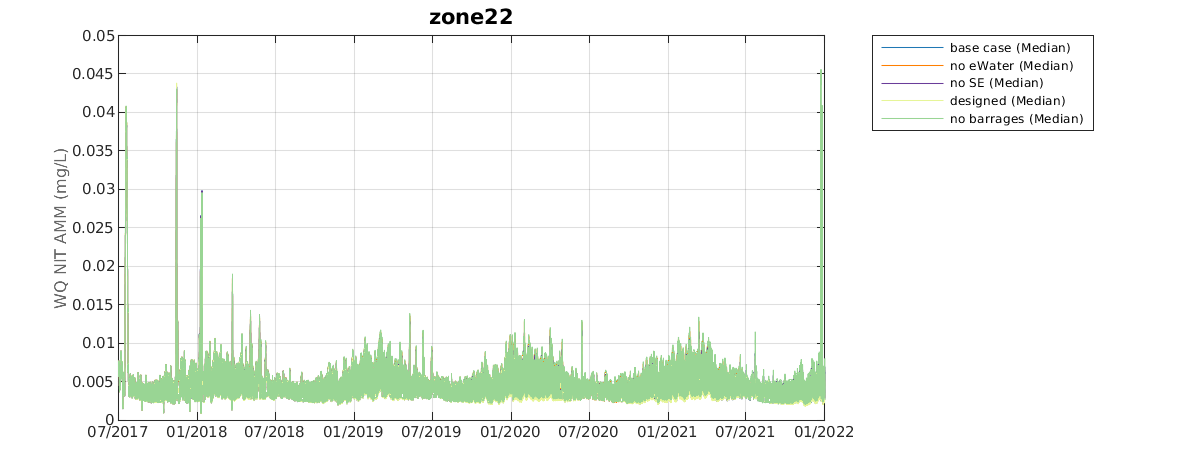 zone22
WQ NIT AMM (mg/L)
0.05
0.045
0.04
0.035
0.03
0.025
0.02
0.015
0.01
0.005
0
07/2017 01/2018 07/2018 01/2019 07/2019 01/2020 07/2020 01/2021 07/2021 01/2022
base case (Median)
no eWater (Median)
no SE (Median)
designed (Median)
no barrages (Median)